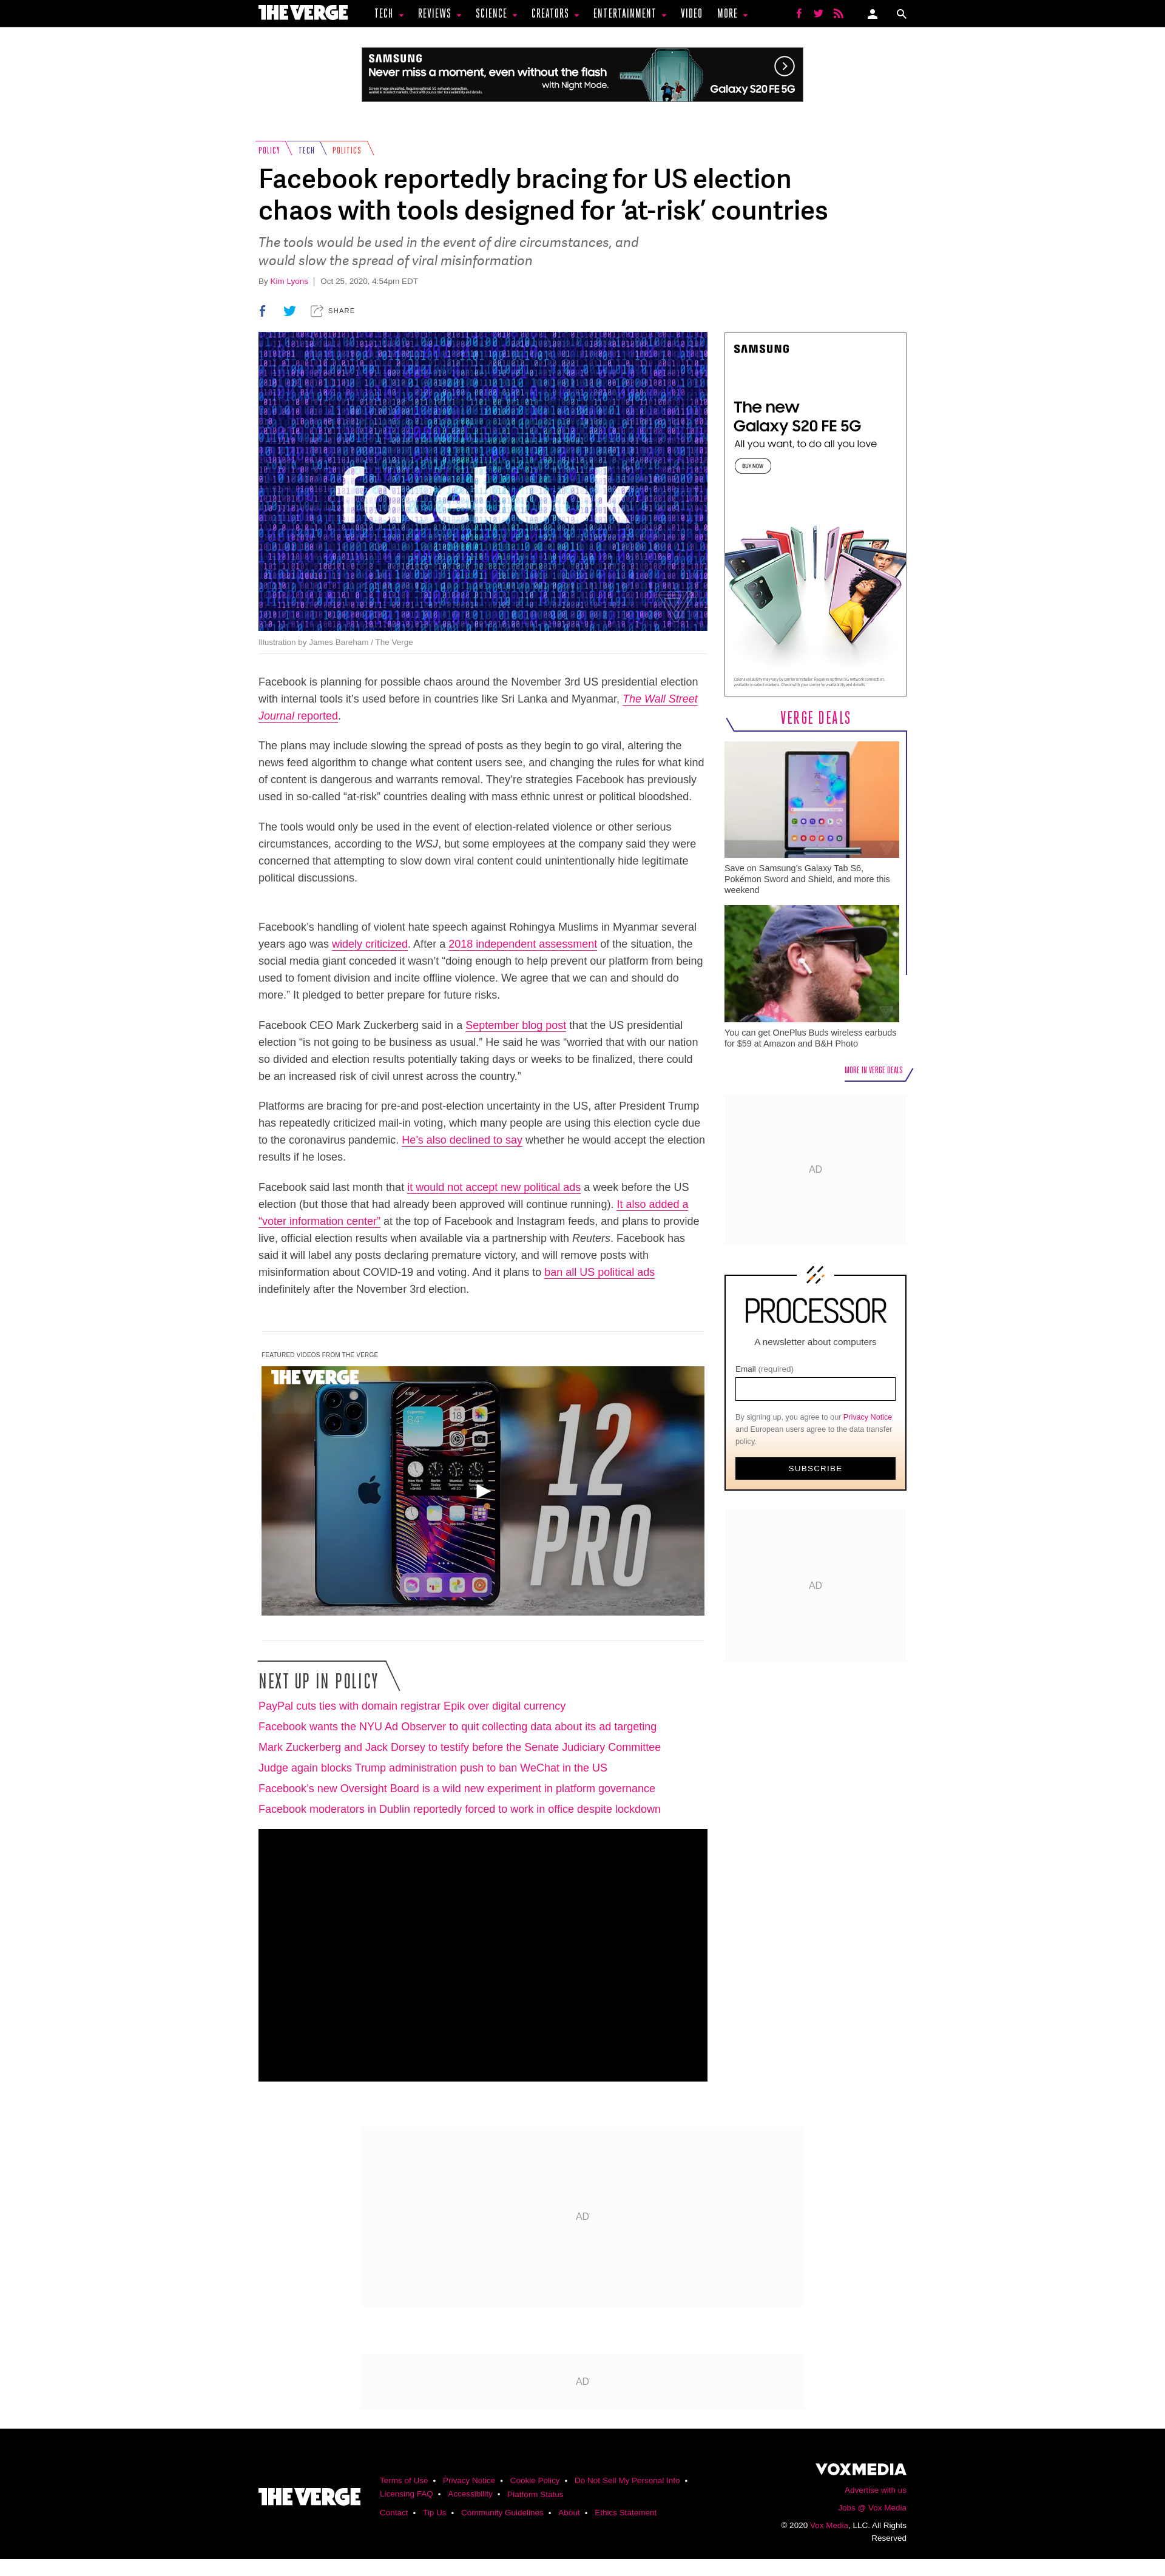 THE VERGE
TECH
REVIEWS
SCIENCE
CREATORS
ENTERTAINMENT
VIDEO
MORE
SAMSUNG
Never miss a moment, even without the flash
with Night Mode.
Galaxy S20 FE 5G
POLICY
TECH
POLITICS
Facebook reportedly bracing for US election
chaos with tools designed for ‘at-risk’ countries
The tools would be used in the event of dire circumstances, and
would slow the spread of viral misinformation
By Kim Lyons | Oct 25, 2020, 4:54pm EDT
SHARE
facebook
Illustration by James Bareham / The Verge
Facebook is planning for possible chaos around the November 3rd US presidential election
with internal tools it’s used before in countries like Sri Lanka and Myanmar, The Wall Street
Journal reported.
The plans may include slowing the spread of posts as they begin to go viral, altering the
news feed algorithm to change what content users see, and changing the rules for what kind
of content is dangerous and warrants removal. They’re strategies Facebook has previously
used in so-called “at-risk” countries dealing with mass ethnic unrest or political bloodshed.
The tools would only be used in the event of election-related violence or other serious
circumstances, according to the WSJ, but some employees at the company said they were
concerned that attempting to slow down viral content could unintentionally hide legitimate
political discussions.
Facebook’s handling of violent hate speech against Rohingya Muslims in Myanmar several
years ago was widely criticized. After a 2018 independent assessment of the situation, the
social media giant conceded it wasn’t “doing enough to help prevent our platform from being
used to foment division and incite offline violence. We agree that we can and should do
more.” It pledged to better prepare for future risks.
Facebook CEO Mark Zuckerberg said in a September blog post that the US presidential
election “is not going to be business as usual.” He said he was “worried that with our nation
so divided and election results potentially taking days or weeks to be finalized, there could
be an increased risk of civil unrest across the country.”
Platforms are bracing for pre-and post-election uncertainty in the US, after President Trump
has repeatedly criticized mail-in voting, which many people are using this election cycle due
to the coronavirus pandemic. He’s also declined to say whether he would accept the election
results if he loses.
Facebook said last month that it would not accept new political ads a week before the US
election (but those that had already been approved will continue running). It also added a
“voter information center” at the top of Facebook and Instagram feeds, and plans to provide
live, official election results when available via a partnership with Reuters. Facebook has
said it will label any posts declaring premature victory, and will remove posts with
misinformation about COVID-19 and voting. And it plans to ban all US political ads
indefinitely after the November 3rd election.
FEATURED VIDEOS FROM THE VERGE
THE VERGE
12
PRO
NEXT UP IN POLICY
PayPal cuts ties with domain registrar Epik over digital currency
Facebook wants the NYU Ad Observer to quit collecting data about its ad targeting
Mark Zuckerberg and Jack Dorsey to testify before the Senate Judiciary Committee
Judge again blocks Trump administration push to ban WeChat in the US
Facebook’s new Oversight Board is a wild new experiment in platform governance
Facebook moderators in Dublin reportedly forced to work in office despite lockdown
SAMSUNG
The new
Galaxy S20 FE 5G
All you want, to do all you love
BUY NOW
Color availability may vary by carrier or retailer. Requires optimal 5G network connection,
available in select markets. Check with your carrier for availability and details.
VERGE DEALS
Save on Samsung’s Galaxy Tab S6,
Pokémon Sword and Shield, and more this
weekend
You can get OnePlus Buds wireless earbuds
for $59 at Amazon and B&H Photo
MORE IN VERGE DEALS
AD
PROCESSOR
A newsletter about computers
Email (required)
By signing up, you agree to our Privacy Notice
and European users agree to the data transfer
policy.
SUBSCRIBE
AD
AD
AD
THE VERGE
Terms of Use • Privacy Notice • Cookie Policy • Do Not Sell My Personal Info •
Licensing FAQ • Accessibility • Platform Status
Contact • Tip Us • Community Guidelines • About • Ethics Statement
VOXMEDIA
Advertise with us
Jobs @ Vox Media
© 2020 Vox Media, LLC. All Rights
Reserved